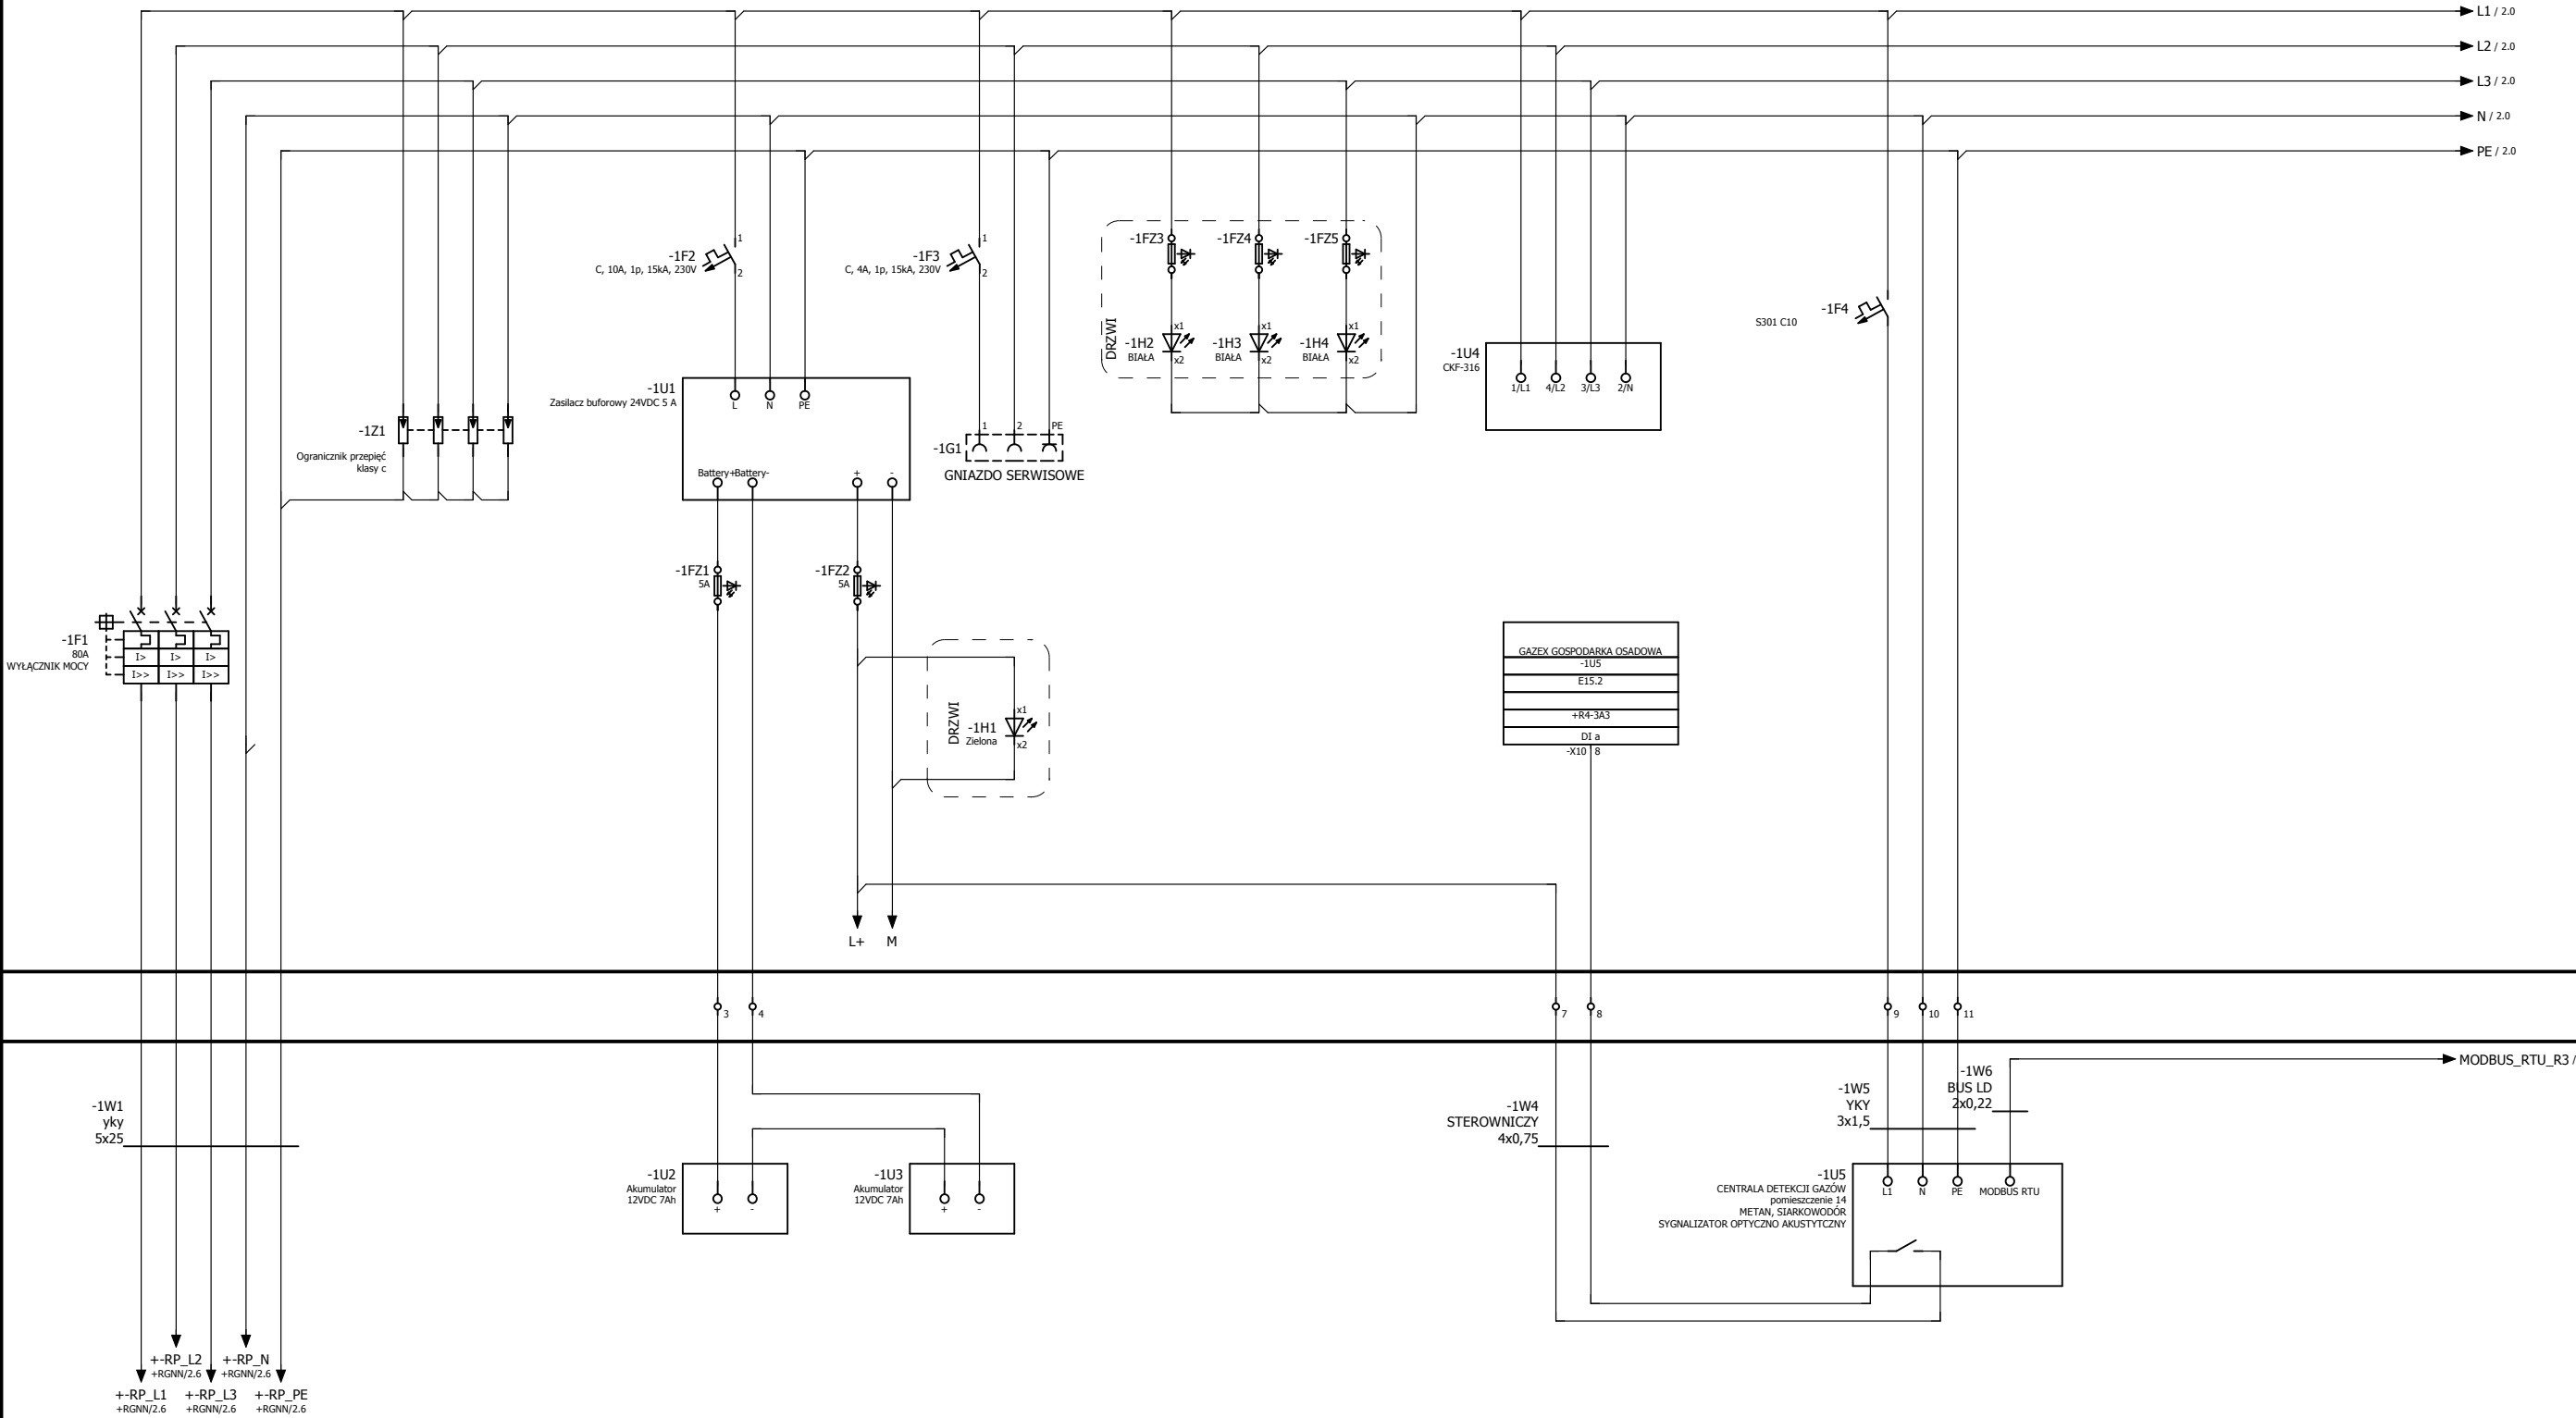 L1 / 2.0
L2 / 2.0
L3 / 2.0
N / 2.0
PE / 2.0
-1F2
C, 10A, 1p, 15kA, 230V
1
2
-1F3
C, 4A, 1p, 15kA, 230V
1
2
-1FZ3
-1FZ4
-1FZ5
DRZWI
-1H2
BIAŁA
x1
x2
-1H3
BIAŁA
x1
x2
-1H4
BIAŁA
x1
x2
-1F4
S301 C10
-1U4
CKF-316
1/L1
4/L2
3/L3
2/N
-1U1
Zasilacz buforowy 24VDC 5 A
L
N
PE
Battery+
Battery-
+
-
-1Z1
Ogranicznik przepięć
klasy c
-1G1
1
2
PE
GNIAZDO SERWISOWE
-1FZ1
5A
-1FZ2
5A
-1F1
80A
WYŁĄCZNIK MOCY
I>
I>
I>
I>>
I>>
I>>
DRZWI
-1H1
Zielona
x1
x2
GAZEX GOSPODARKA OSADOWA
-1U5
E15.2
+R4-3A3
DI a
-X10
8
L+
M
3
4
7
8
9
10
11
MODBUS_RTU_R3 /
-1W1
yky
5x25
-1W4
STEROWNICZY
4x0,75
-1W5
YKY
3x1,5
-1W6
BUS LD
2x0,22
-1U2
Akumulator
12VDC 7Ah
+
-
-1U3
Akumulator
12VDC 7Ah
+
-
-1U5
CENTRALA DETEKCJI GAZÓW
pomieszczenie 14
METAN, SIARKOWODÓR
SYGNALIZATOR OPTYCZNO AKUSTYTCZNY
L1
N
PE
MODBUS RTU
+-RP_L2
+RGNN/2.6
+-RP_N
+RGNN/2.6
+-RP_L1
+RGNN/2.6
+-RP_L3
+RGNN/2.6
+-RP_PE
+RGNN/2.6